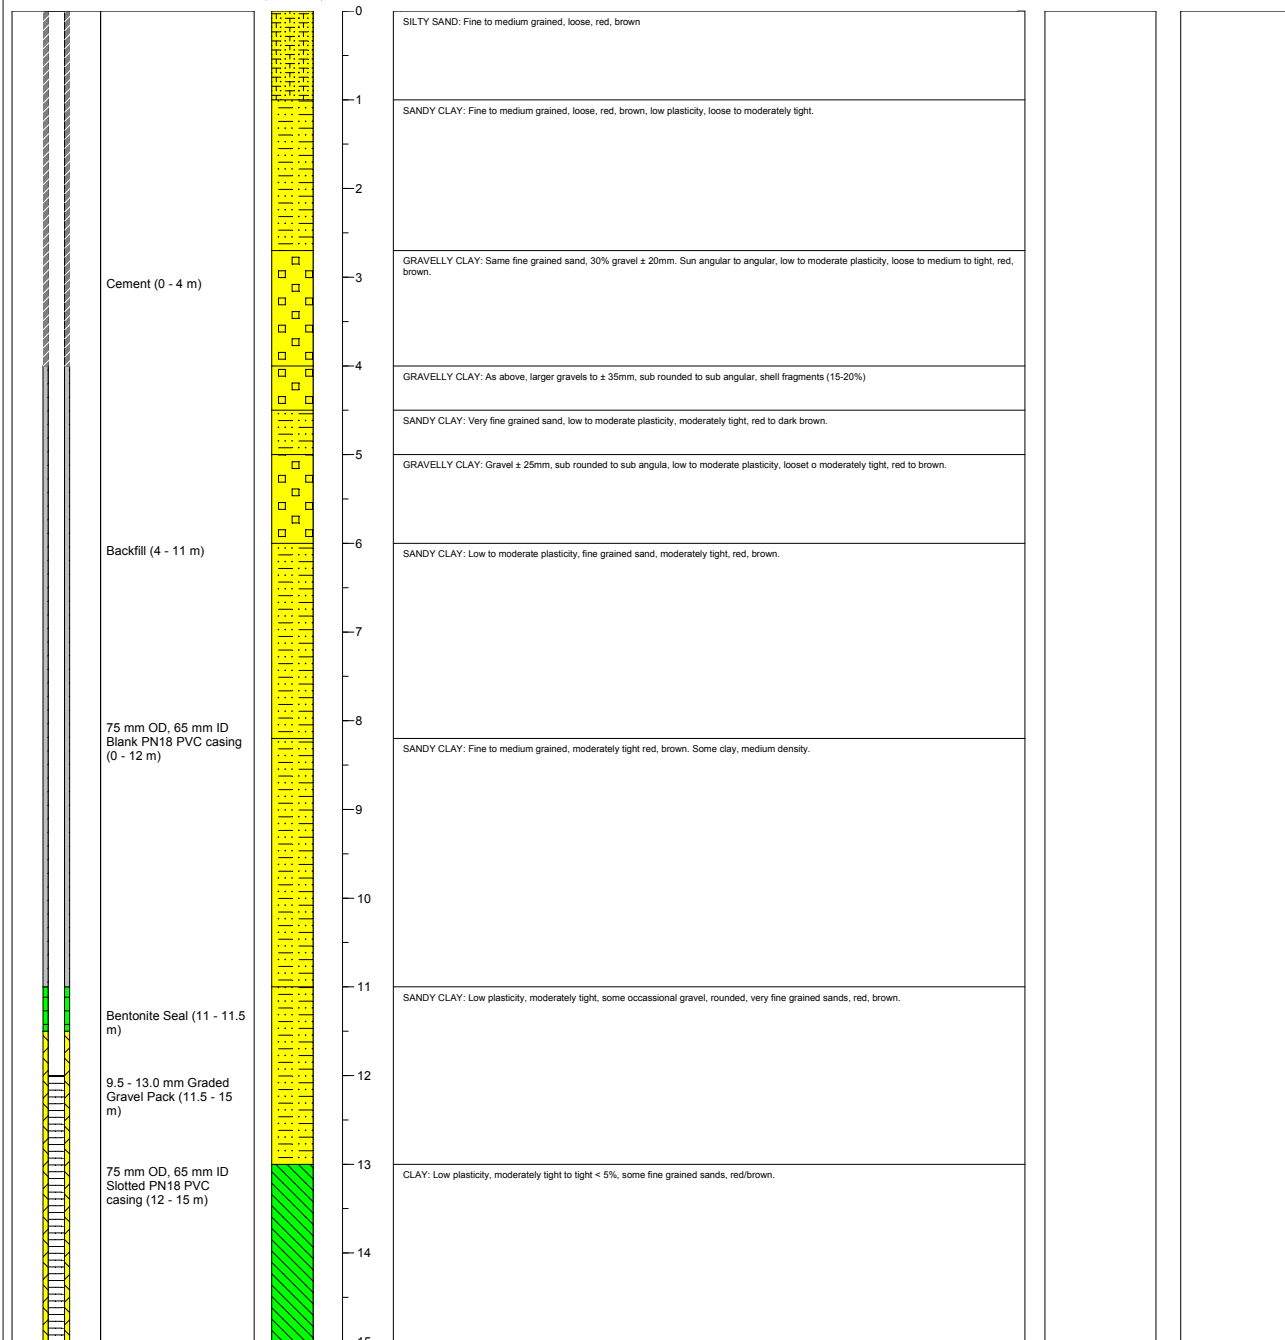 0
SILTY SAND: Fine to medium grained, loose, red, brown
1
SANDY CLAY: Fine to medium grained, loose, red, brown, low plasticity, loose to moderately tight.
2
GRAVELLY CLAY: Same fine grained sand, 30% gravel ± 20mm. Sun angular to angular, low to moderate plasticity, loose to medium to tight, red,
brown.
3
Cement (0 - 4 m)
4
GRAVELLY CLAY: As above, larger gravels to ± 35mm, sub rounded to sub angular, shell fragments (15-20%)
SANDY CLAY: Very fine grained sand, low to moderate plasticity, moderately tight, red to dark brown.
5
GRAVELLY CLAY: Gravel ± 25mm, sub rounded to sub angula, low to moderate plasticity, looset o moderately tight, red to brown.
6
Backfill (4 - 11 m)
SANDY CLAY: Low to moderate plasticity, fine grained sand, moderately tight, red, brown.
7
8
75 mm OD, 65 mm ID
Blank PN18 PVC casing
(0 - 12 m)
SANDY CLAY: Fine to medium grained, moderately tight red, brown. Some clay, medium density.
9
10
11
SANDY CLAY: Low plasticity, moderately tight, some occassional gravel, rounded, very fine grained sands, red, brown.
Bentonite Seal (11 - 11.5
m)
12
9.5 - 13.0 mm Graded
Gravel Pack (11.5 - 15
m)
13
75 mm OD, 65 mm ID
Slotted PN18 PVC
casing (12 - 15 m)
CLAY: Low plasticity, moderately tight to tight < 5%, some fine grained sands, red/brown.
14
15